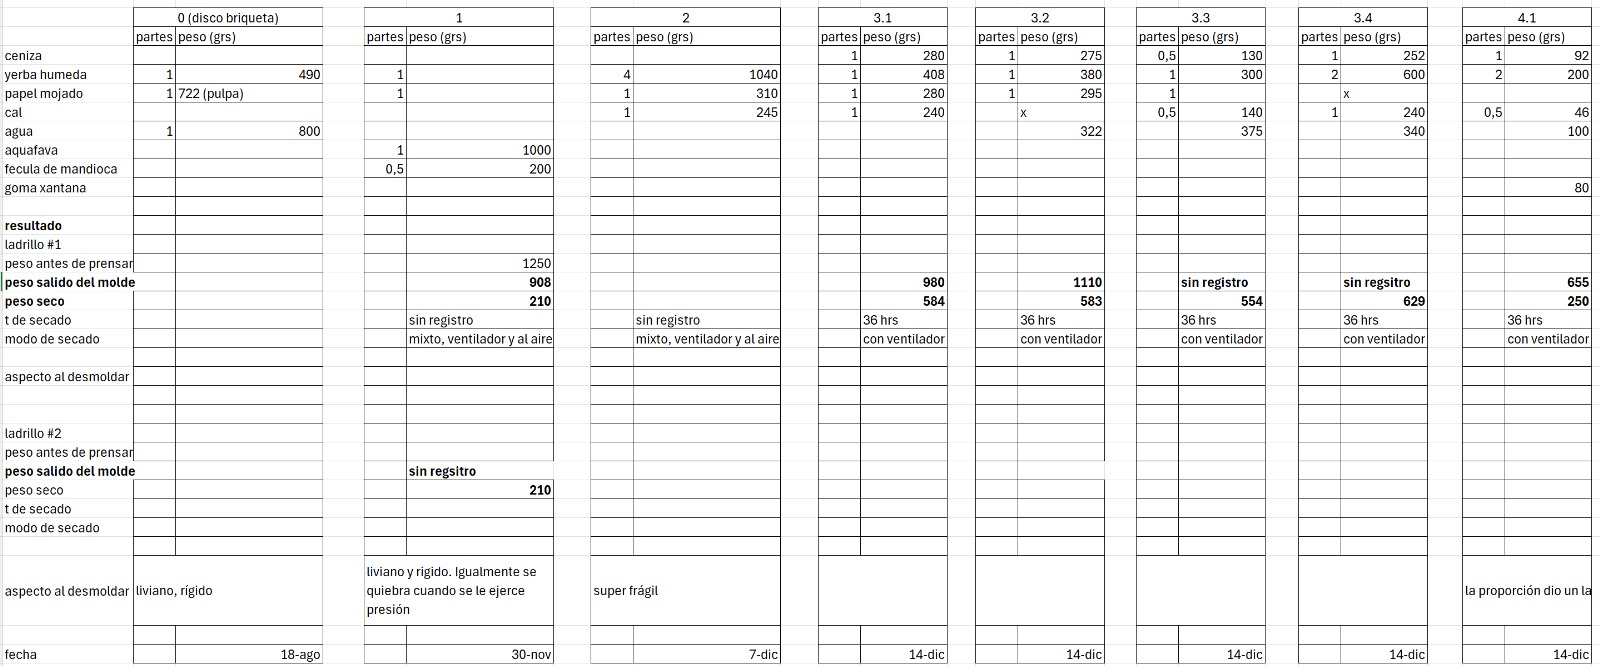 0 (disco briqueta) 1 2 3.1 3.2 3.3 3.4 4.1
partes peso (grs) partes peso (grs) partes peso (grs) partes peso (grs) partes peso (grs) partes peso (grs) partes peso (grs) partes peso (grs)
ceniza 1 280 1 275 0,5 130 1 252 1 92
yerba humeda 1 490 1 4 1040 1 408 1 380 1 300 2 600 2 200
papel mojado 1 722 (pulpa) 1 1 310 1 280 1 295 1 x
cal 1 245 1 240 x 0,5 140 1 240 0,5 46
agua 1 800 322 375 340 100
aquafava 1 1000
fecula de mandioca 0,5 200
goma xantana 80
resultado
ladrillo #1
peso antes de prensar 1250
peso salido del molde 908 980 1110 sin registro sin regsitro 655
peso seco 210 584 583 554 629 250
t de secado sin registro sin registro 36 hrs 36 hrs 36 hrs 36 hrs 36 hrs
modo de secado mixto, ventilador y al aire mixto, ventilador y al aire con ventilador con ventilador con ventilador con ventilador con ventilador
aspecto al desmoldar
ladrillo #2
peso antes de prensar
peso salido del molde sin regsitro
peso seco 210
t de secado
modo de secado
aspecto al desmoldar liviano, rígido liviano y rigido. Igualmente se
quiebra cuando se le ejerce
presión super frágil la proporción dio un la
fecha 18-ago 30-nov 7-dic 14-dic 14-dic 14-dic 14-dic 14-dic